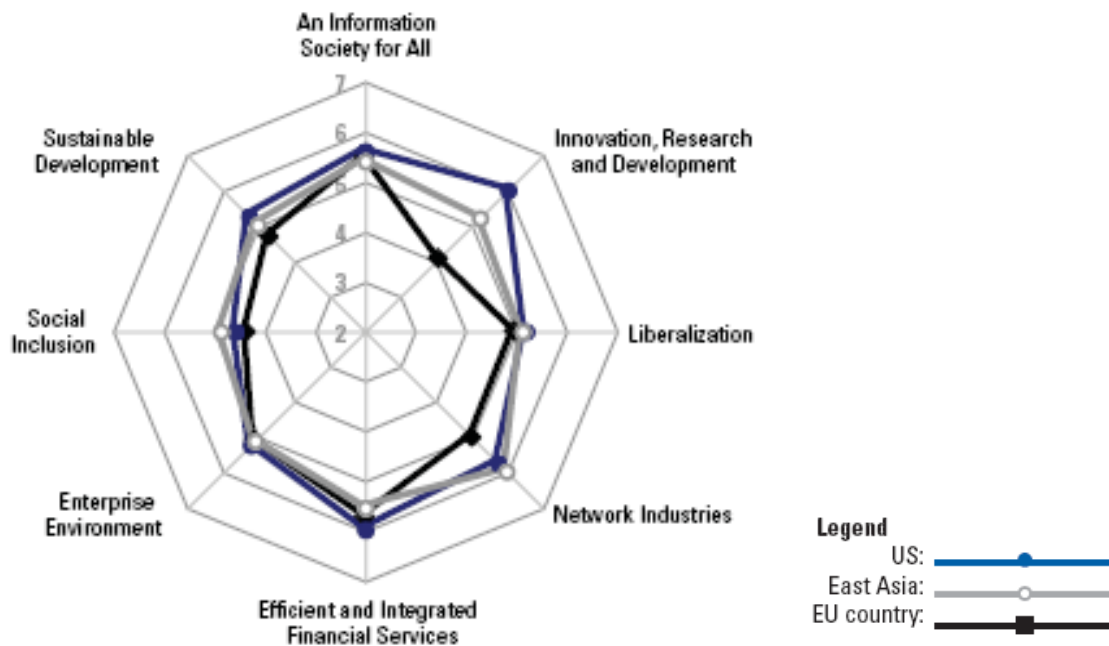 An Information
Society for All
7
6
5
4
3
2
Sustainable
Development
Innovation, Research
and Development
Social
Inclusion
Liberalization
Enterprise
Environment
Network Industries
Efficient and Integrated
Financial Services
Legend
US:
East Asia:
EU country: